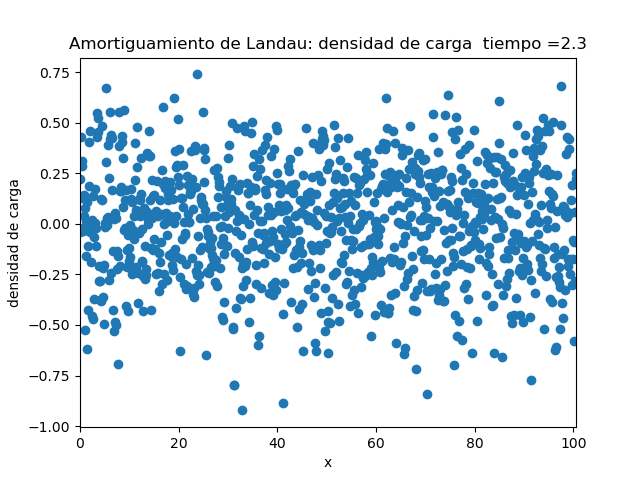 Amortiguamiento de Landau: densidad de carga  tiempo =2.3
densidad de carga
0.75
0.50
0.25
0.00
−0.25
−0.50
−0.75
−1.00
0 20 40 60 80 100
x